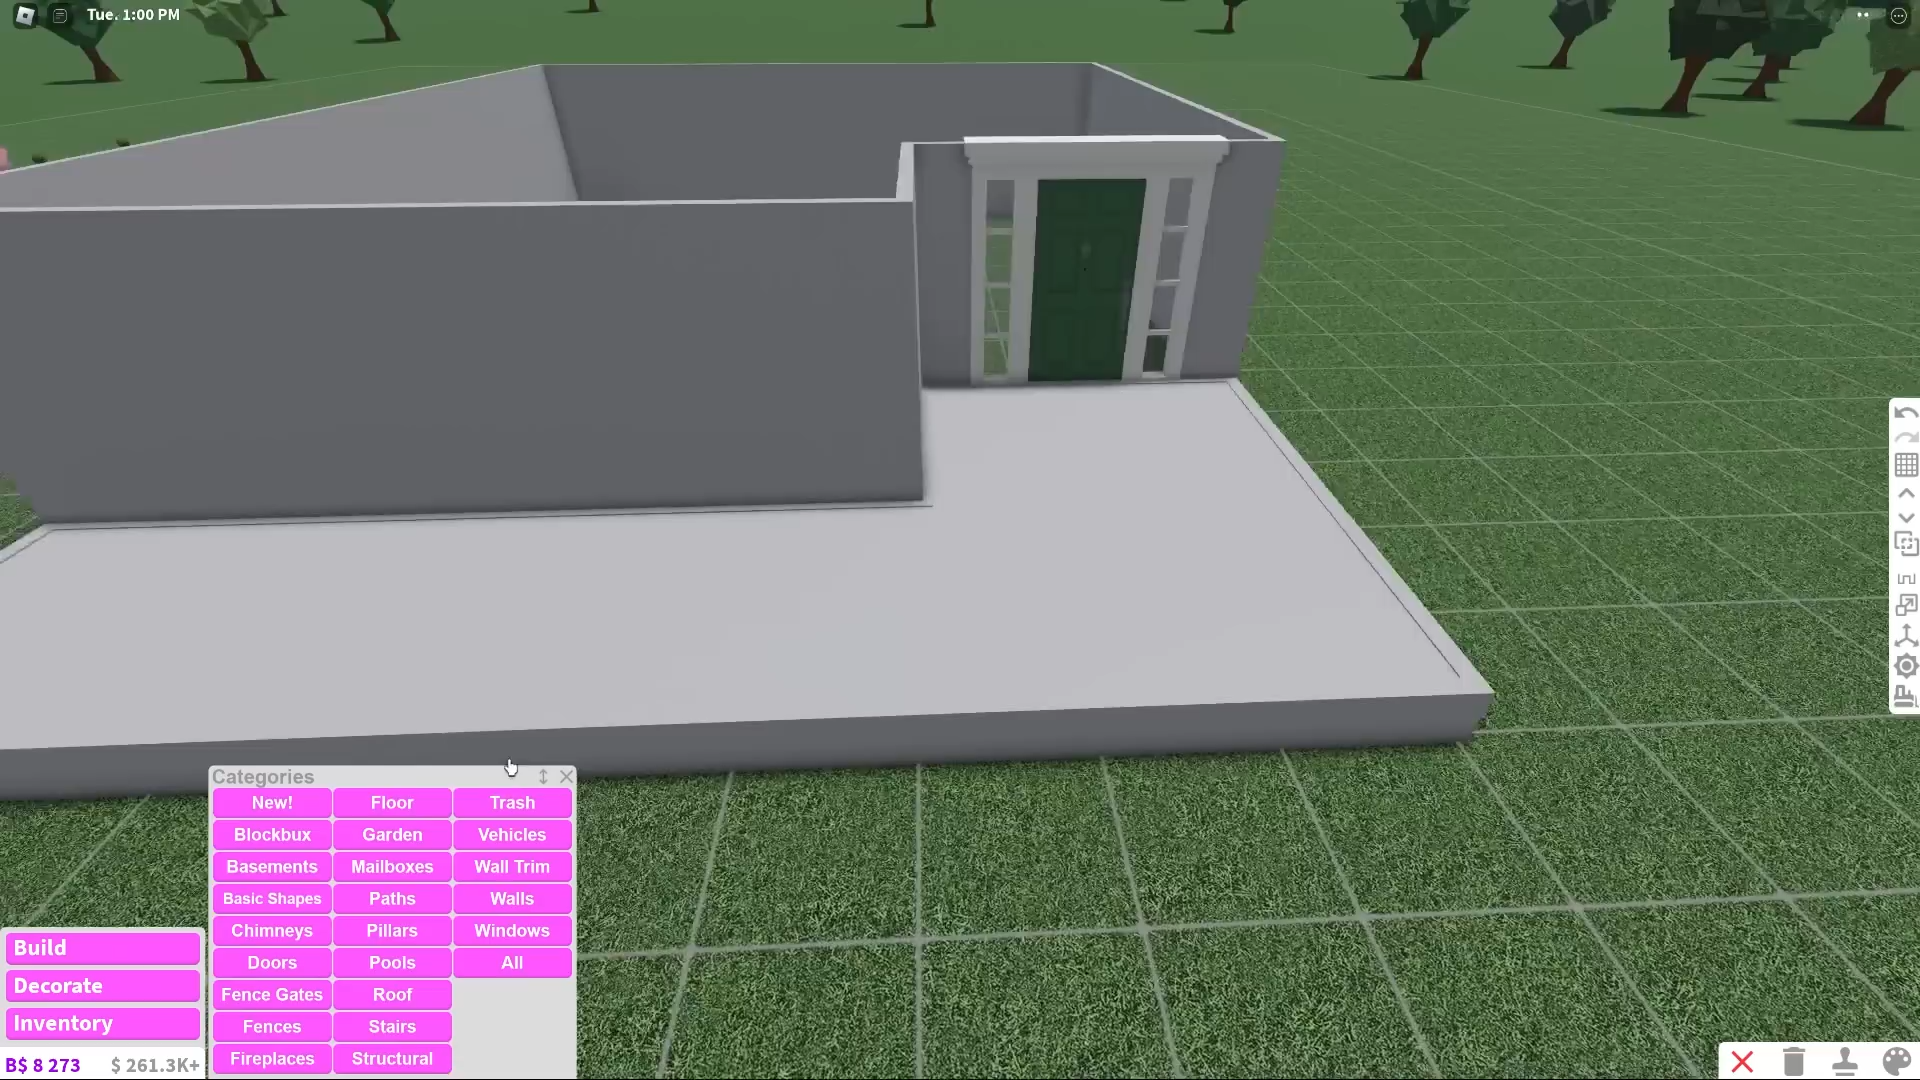 Tue. 1:00 PM
Categories
New! Floor Trash
Blockbux Garden Vehicles
Basements Mailboxes Wall Trim
Basic Shapes Paths Walls
Chimneys Pillars Windows
Doors Pools All
Fence Gates Roof
Fences Stairs
Fireplaces Structural
Build
Decorate
Inventory
B$ 8 273 $ 261.3K+